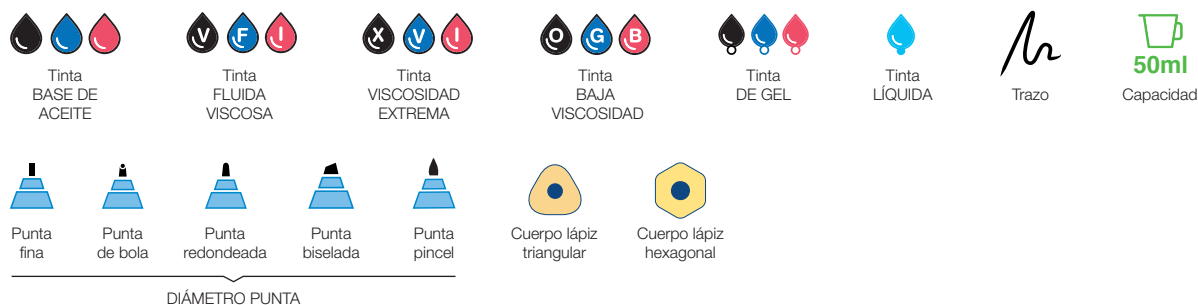 V F I
X V I
O G B
50ml
Tinta
BASE DE
ACEITE
Tinta
FLUIDA
VISCOSA
Tinta
VISCOSIDAD
EXTREMA
Tinta
BAJA
VISCOSIDAD
Tinta
DE GEL
Tinta
LÍQUIDA
Trazo
Capacidad
Punta
fina
Punta
de bola
Punta
redondeada
Punta
biselada
Punta
pincel
Cuerpo lápiz
triangular
Cuerpo lápiz
hexagonal
DIÁMETRO PUNTA